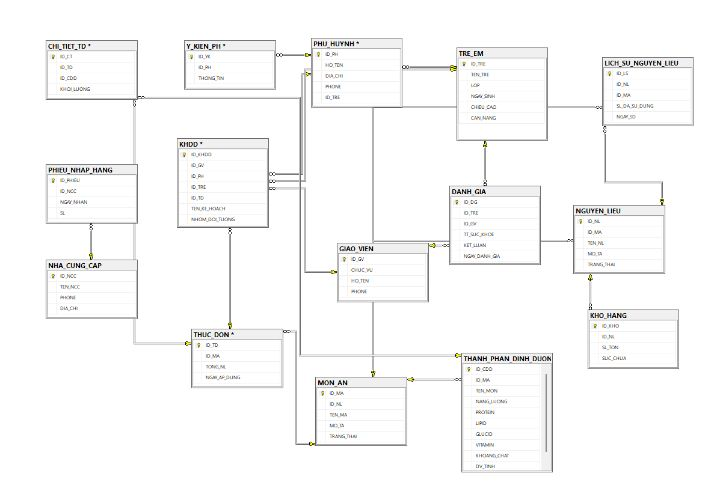 CHI_TIET_TD *
ID_CT
ID_TD
ID_CDD
KHOI_LUONG
Y_KIEN_PH *
ID_YK
ID_PH
THONG_TIN
PHU_HUYNH *
ID_PH
HO_TEN
DIA_CHI
PHONE
ID_TRE
TRE_EM
ID_TRE
TEN_TRE
LOP
NGAY_SINH
CHIEU_CAO
CAN_NANG
LICH_SU_NGUYEN_LIEU
ID_LS
ID_NL
ID_MA
SL_DA_SU_DUNG
NGAY_SD
KHDD *
ID_KHDD
ID_GV
ID_PH
ID_TRE
ID_TD
TEN_KE_HOACH
NHOM_DOI_TUONG
PHIEU_NHAP_HANG
ID_PHIEU
ID_NCC
NGAY_NHAN
SL
DANH_GIA
ID_DG
ID_TRE
ID_GV
TT_SUC_KHOE
KET_LUAN
NGAY_DANH_GIA
NGUYEN_LIEU
ID_NL
ID_MA
TEN_NL
MO_TA
TRANG_THAI
GIAO_VIEN
ID_GV
CHUC_VU
HO_TEN
PHONE
NHA_CUNG_CAP
ID_NCC
TEN_NCC
PHONE
DIA_CHI
KHO_HANG
ID_KHO
ID_NL
SL_TON
SUC_CHUA
THUC_DON *
ID_TD
ID_MA
TONG_NL
NGAY_AP_DUNG
THANH_PHAN_DINH_DUON
ID_CDD
ID_MA
TEN_MON
NANG_LUONG
PROTEIN
LIPID
GLUCID
VITAMIN
KHOANG_CHAT
DV_TINH
MON_AN
ID_MA
ID_NL
TEN_MA
MO_TA
TRANG_THAI